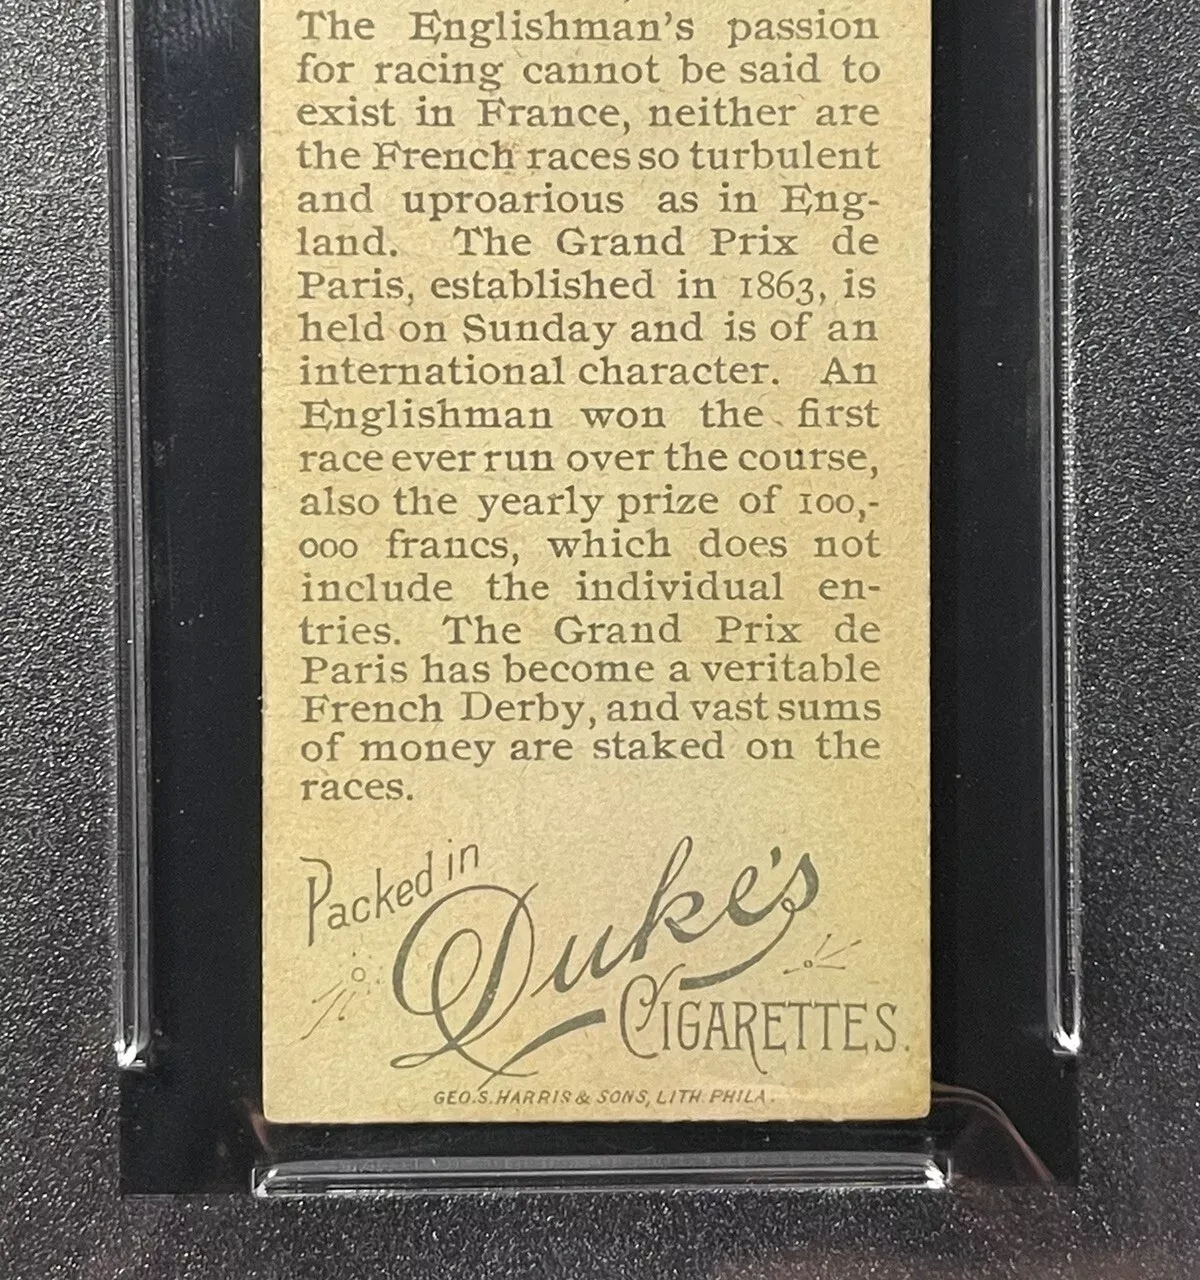 The Englishman's passion
for racing cannot be said to
exist in France, neither are
the French races so turbulent
and uproarious as in Eng-
land. The Grand Prix de
Paris, established in 1863, is
held on Sunday and is of an
international character. An
Englishman won the first
race ever run over the course,
also the yearly prize of 100,-
000 francs, which does not
include the individual en-
tries. The Grand Prix de
Paris has become a veritable
French Derby, and vast sums
of money are staked on the
races.
Packed in
Duke's
CIGARETTES.
GEO.S.HARRIS & SONS, LITH. PHILA.